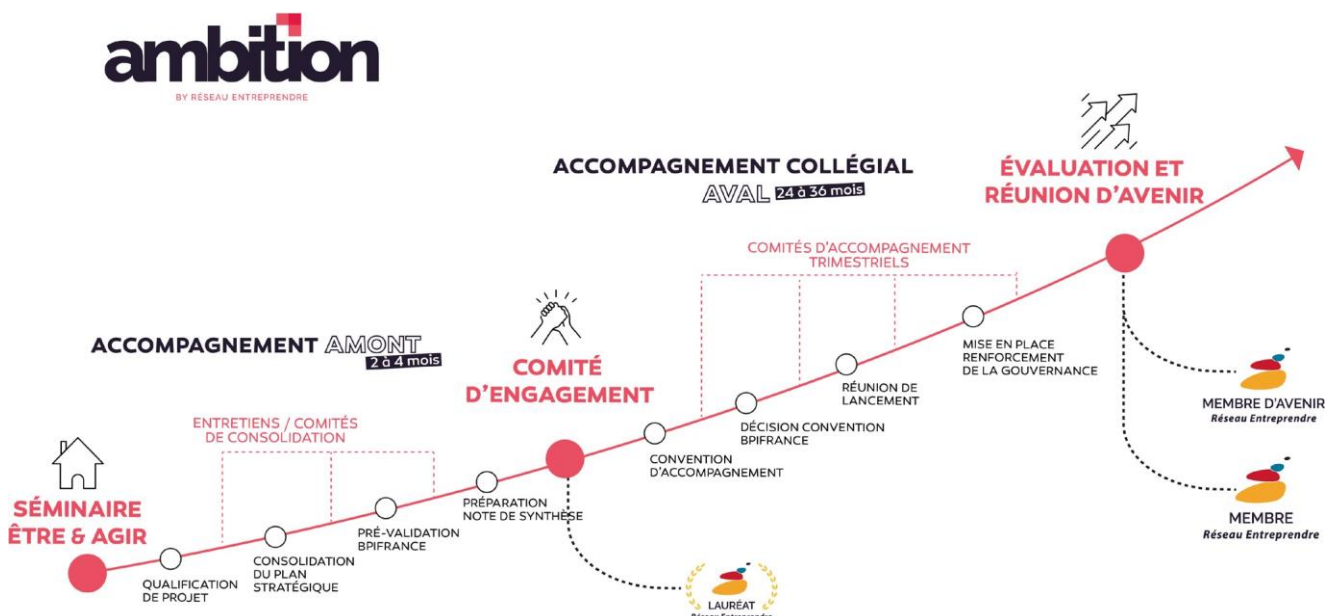 ambition
BY RÉSEAU ENTREPRENDRE
ACCOMPAGNEMENT AMONT
2 à 4 mois
SÉMINAIRE
ÊTRE & AGIR
ENTRETIENS / COMITÉS
DE CONSOLIDATION
QUALIFICATION
DE PROJET
CONSOLIDATION
DU PLAN
STRATÉGIQUE
PRÉ-VALIDATION
BPIFRANCE
PRÉPARATION
NOTE DE SYNTHÈSE
COMITÉ
D'ENGAGEMENT
LAURÉAT
Réseau Entreprendre
ACCOMPAGNEMENT COLLÉGIAL
AVAL 24 à 36 mois
COMITÉS D'ACCOMPAGNEMENT
TRIMESTRIELS
CONVENTION
D'ACCOMPAGNEMENT
DÉCISION CONVENTION
BPIFRANCE
RÉUNION DE
LANCEMENT
MISE EN PLACE
RENFORCEMENT
DE LA GOUVERNANCE
ÉVALUATION ET
RÉUNION D'AVENIR
MEMBRE D'AVENIR
Réseau Entreprendre
MEMBRE
Réseau Entreprendre